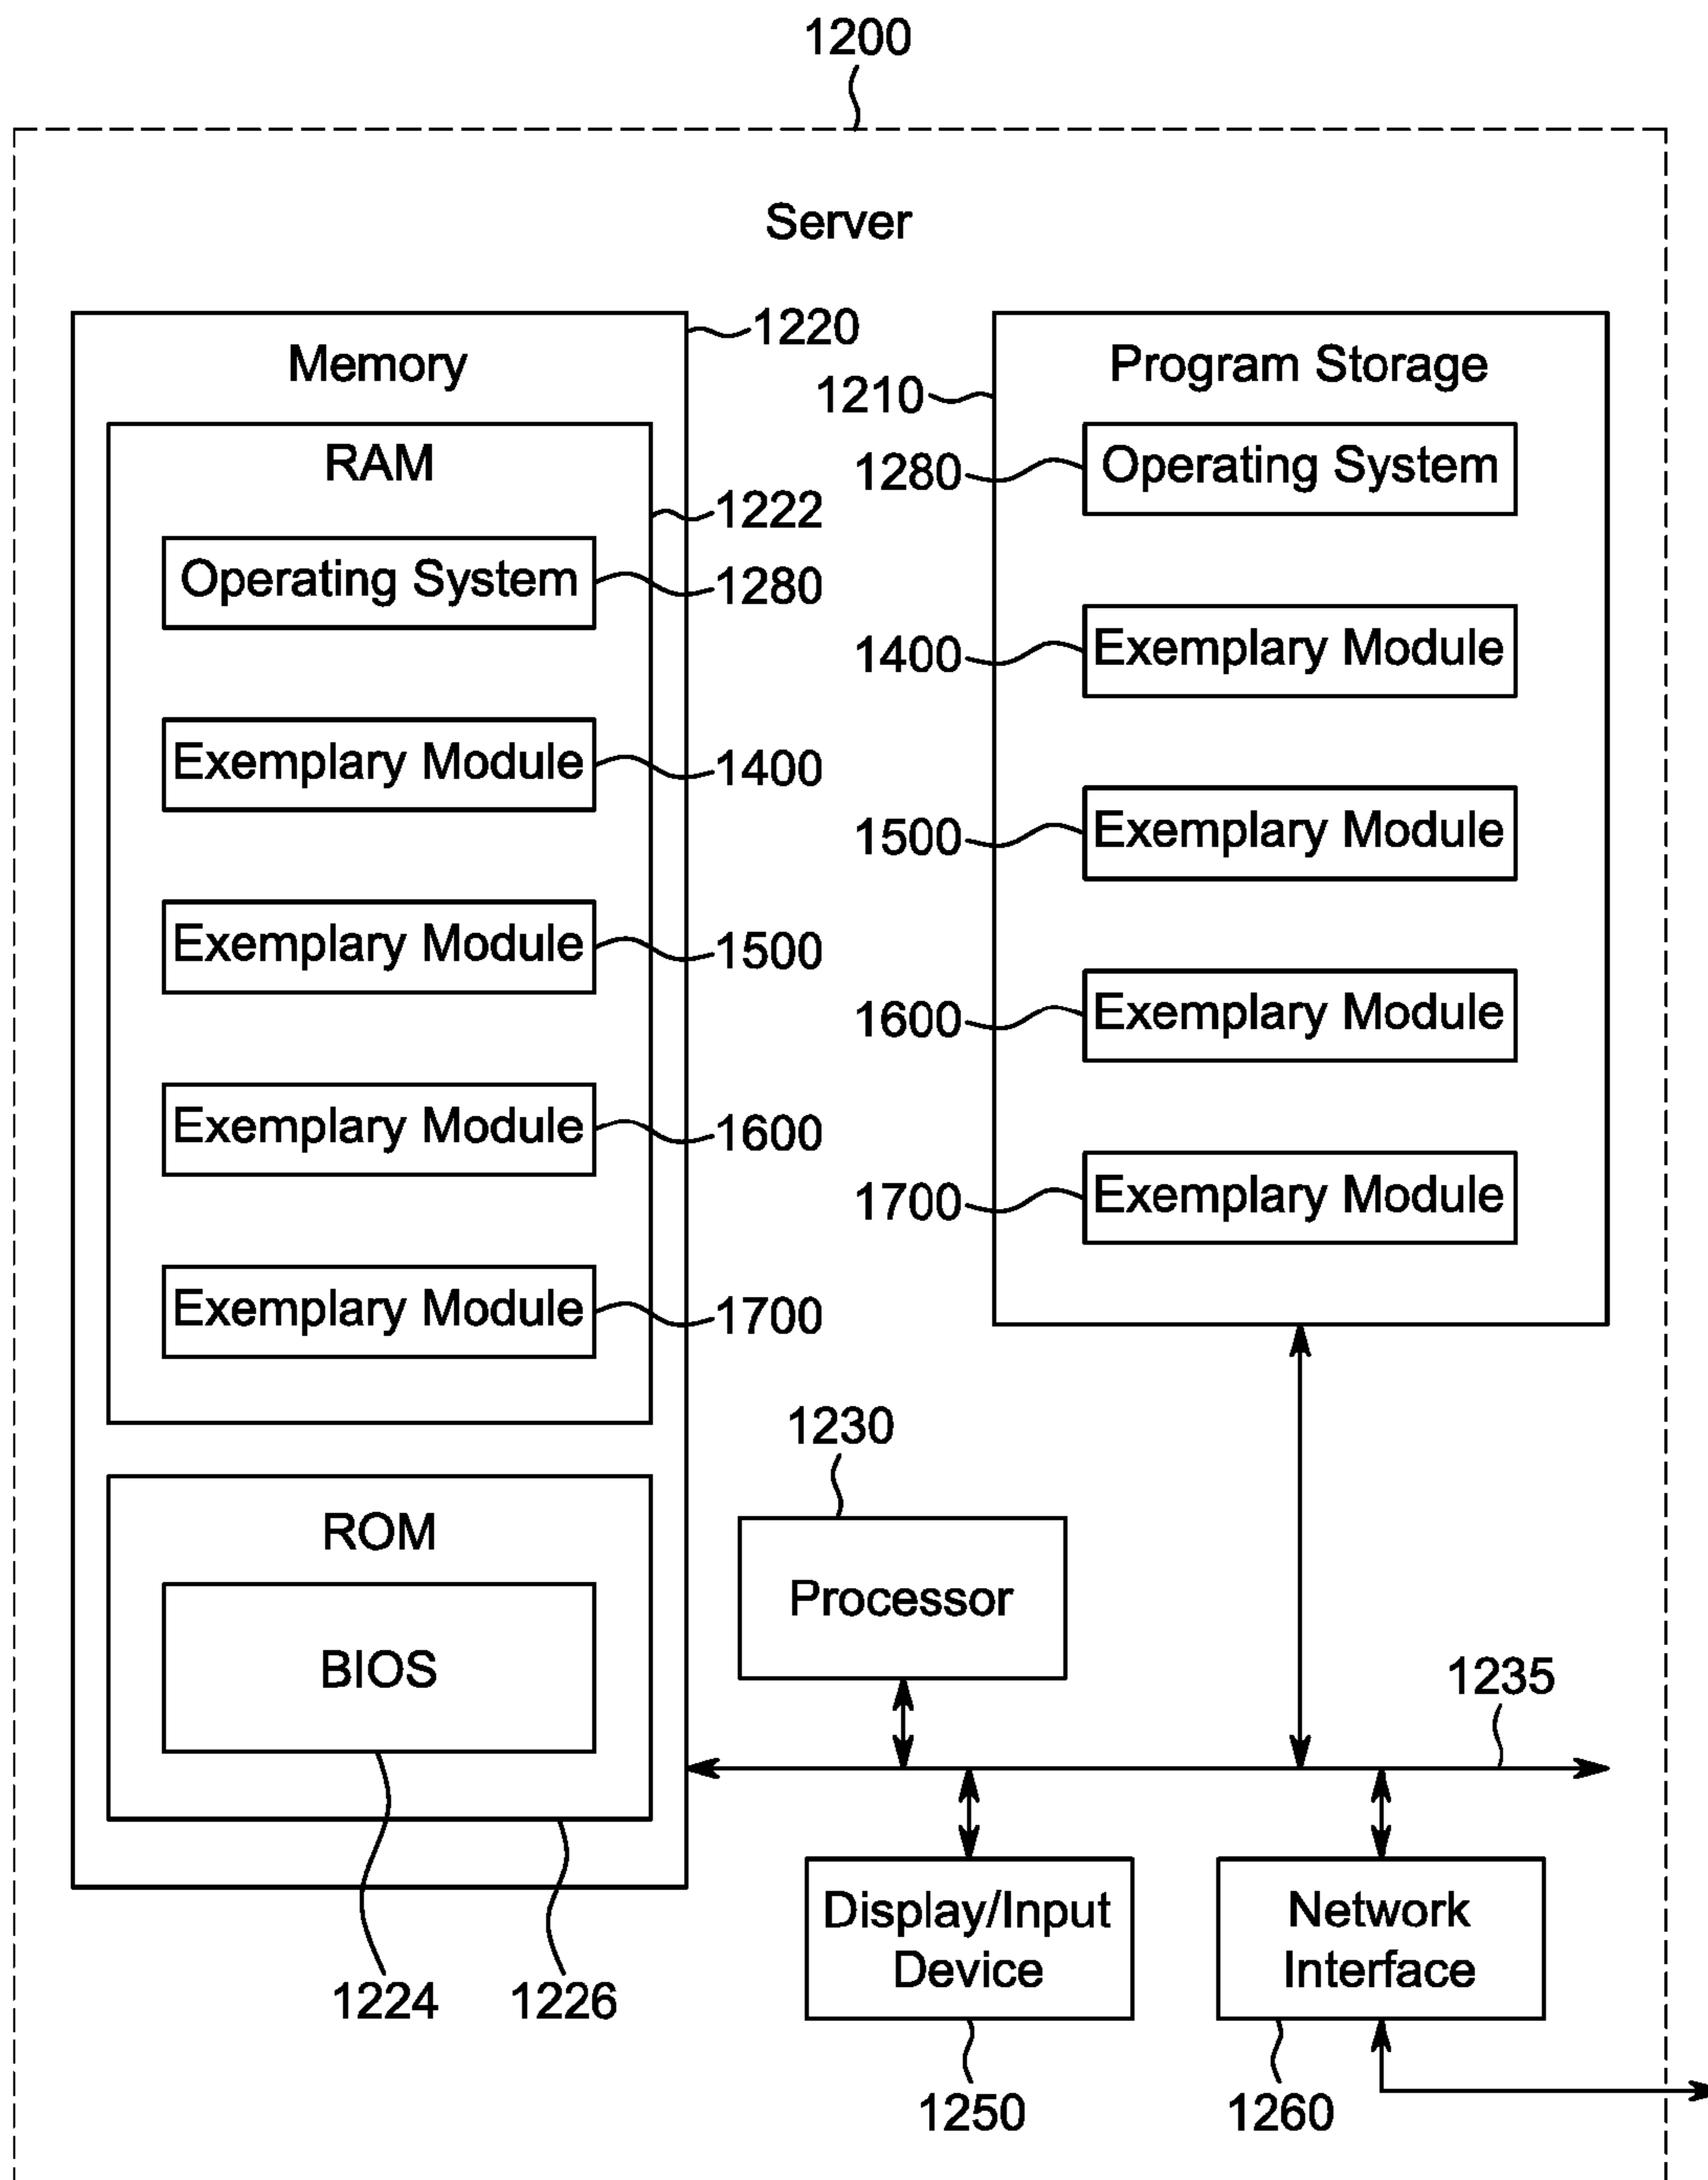 1200
Server
Memory
1220
RAM
1222
Operating System
1280
Exemplary Module
1400
Exemplary Module
1500
Exemplary Module
1600
Exemplary Module
1700
ROM
BIOS
1224
1226
Program Storage
1210
1280
Operating System
1400
Exemplary Module
1500
Exemplary Module
1600
Exemplary Module
1700
Exemplary Module
1230
Processor
1235
Display/Input
Device
1250
Network
Interface
1260